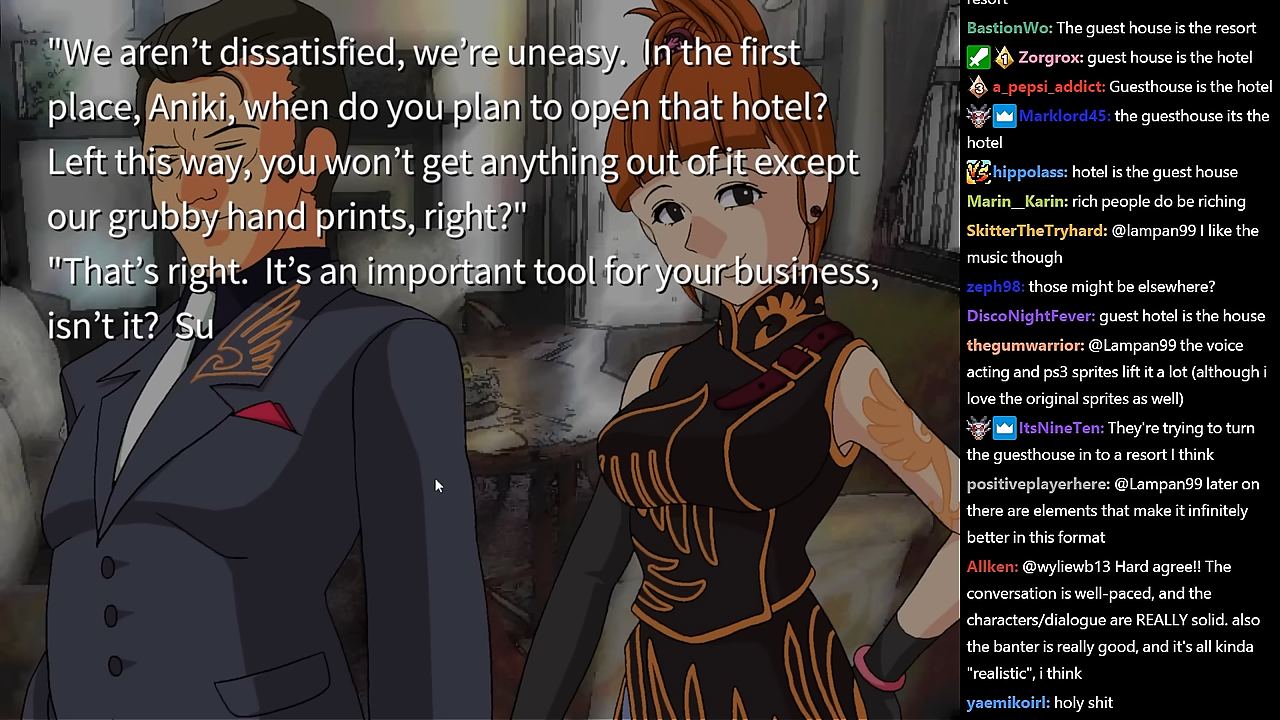 "We aren’t dissatisfied, we’re uneasy.  In the first
place, Aniki, when do you plan to open that hotel?
Left this way, you won’t get anything out of it except
our grubby hand prints, right?"
"That’s right.  It’s an important tool for your business,
isn’t it?  Su
resort
BastionWo: The guest house is the resort
1 Zorgrox: guest house is the hotel
3 a_pepsi_addict: Guesthouse is the hotel
Marklord45: the guesthouse its the
hotel
hippolass: hotel is the guest house
Marin__Karin: rich people do be riching
SkitterTheTryhard: @lampan99 I like the
music though
zeph98: those might be elsewhere?
DiscoNightFever: guest hotel is the house
thegumwarrior: @Lampan99 the voice
acting and ps3 sprites lift it a lot (although i
love the original sprites as well)
ItsNineTen: They're trying to turn
the guesthouse in to a resort I think
positiveplayerhere: @Lampan99 later on
there are elements that make it infinitely
better in this format
Allken: @wyliewb13 Hard agree!! The
conversation is well-paced, and the
characters/dialogue are REALLY solid. also
the banter is really good, and it's all kinda
"realistic", i think
yaemikoirl: holy shit